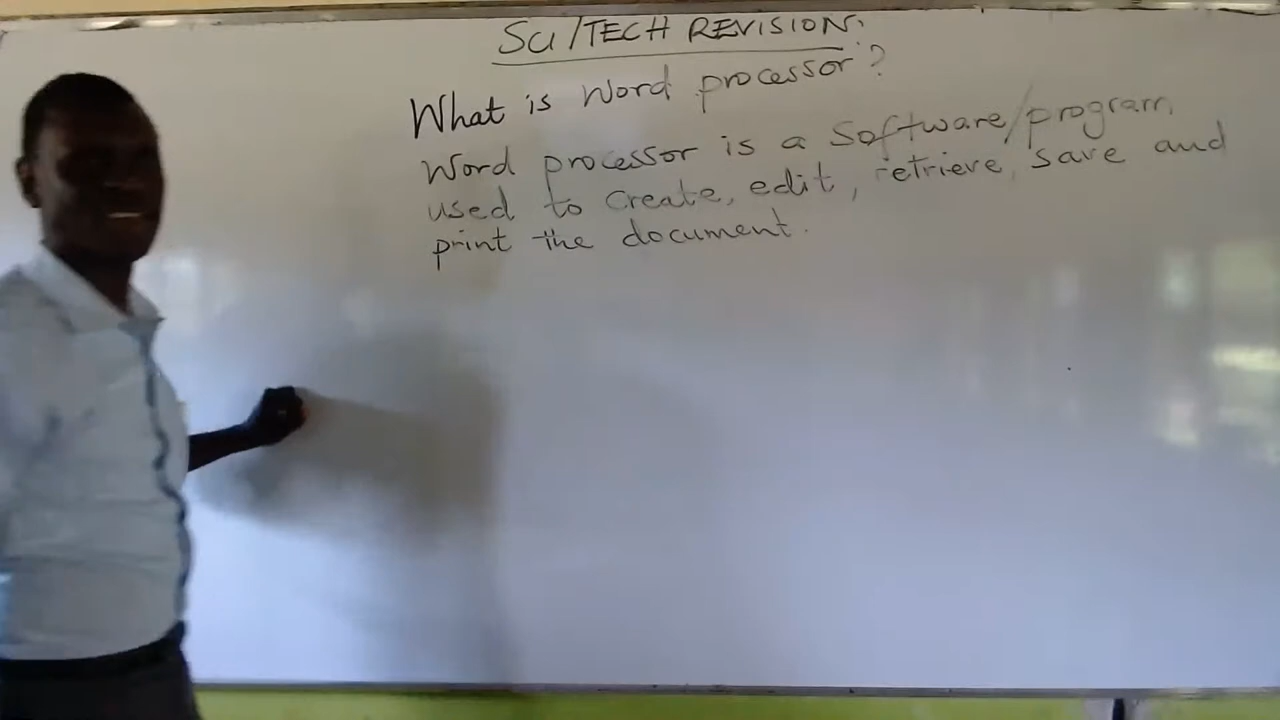 SCI/TECH REVISION.
What is Word processor?
Word processor is a Software/program,
used to create, edit, retrieve, save and
print the document.